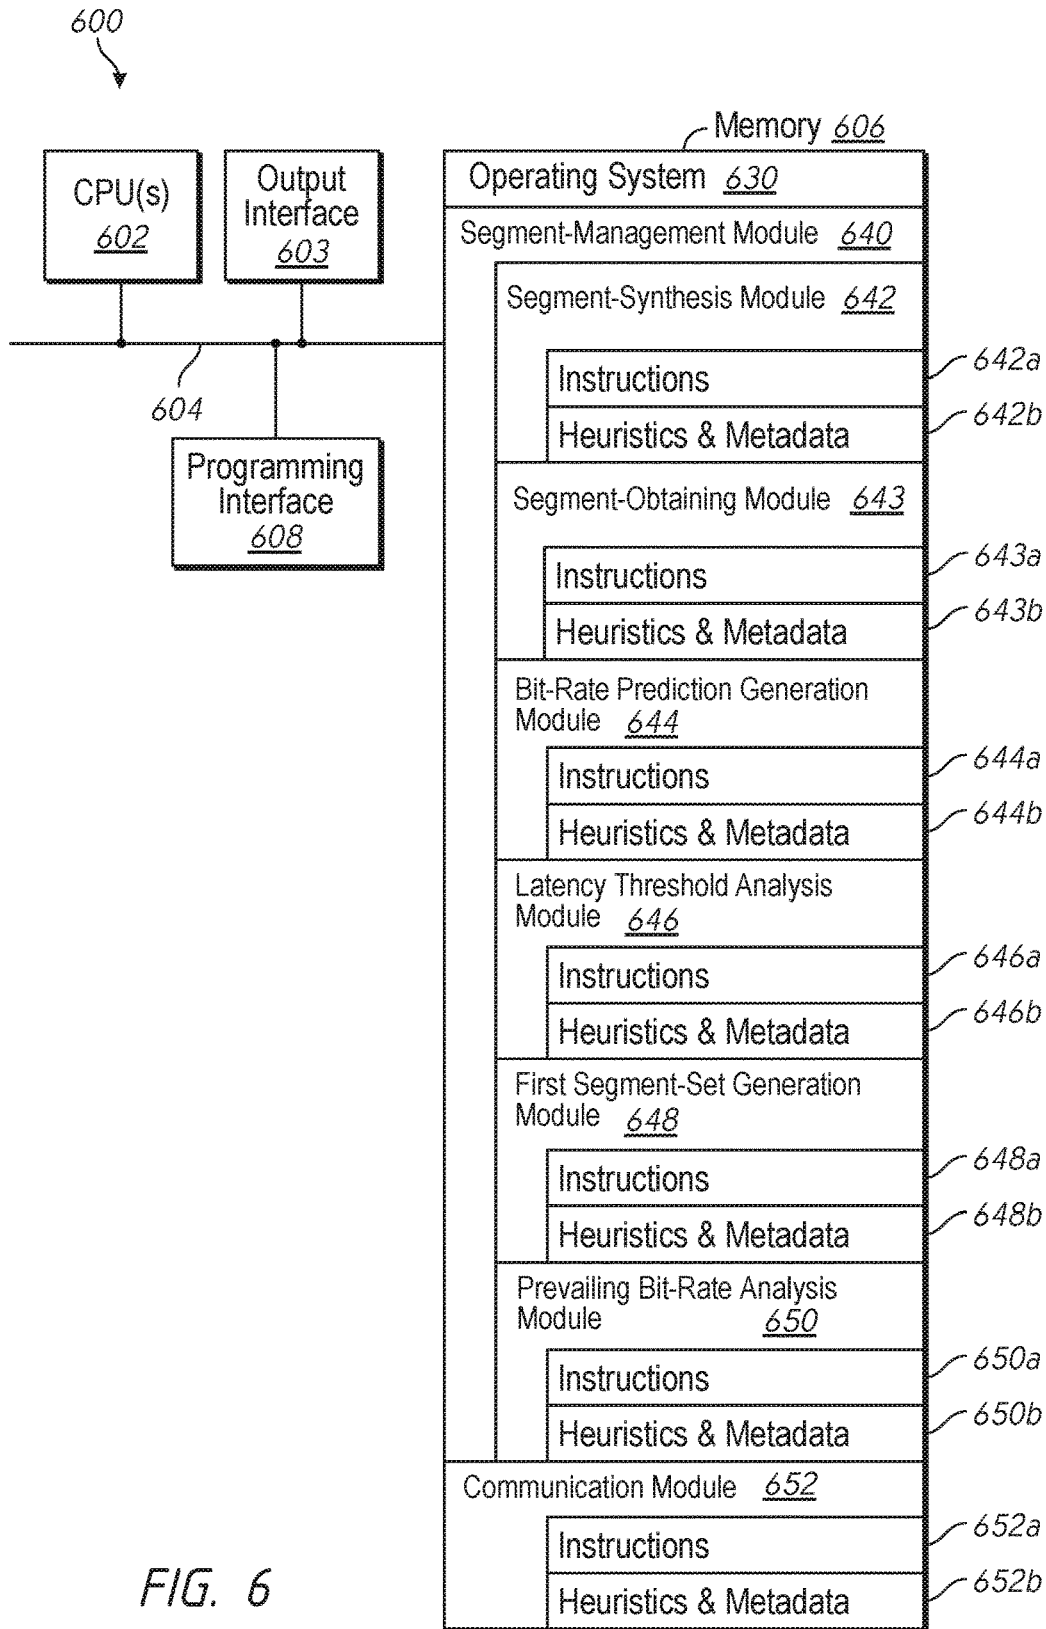 600
Memory 606
CPU(s)
602
Output
Interface
603
604
Programming
Interface
608
Operating System 630
Segment-Management Module 640
Segment-Synthesis Module 642
Instructions
642a
Heuristics & Metadata
642b
Segment-Obtaining Module 643
Instructions
643a
Heuristics & Metadata
643b
Bit-Rate Prediction Generation
Module 644
Instructions
644a
Heuristics & Metadata
644b
Latency Threshold Analysis
Module 646
Instructions
646a
Heuristics & Metadata
646b
First Segment-Set Generation
Module 648
Instructions
648a
Heuristics & Metadata
648b
Prevailing Bit-Rate Analysis
Module 650
Instructions
650a
Heuristics & Metadata
650b
Communication Module 652
Instructions
652a
Heuristics & Metadata
652b
FIG. 6